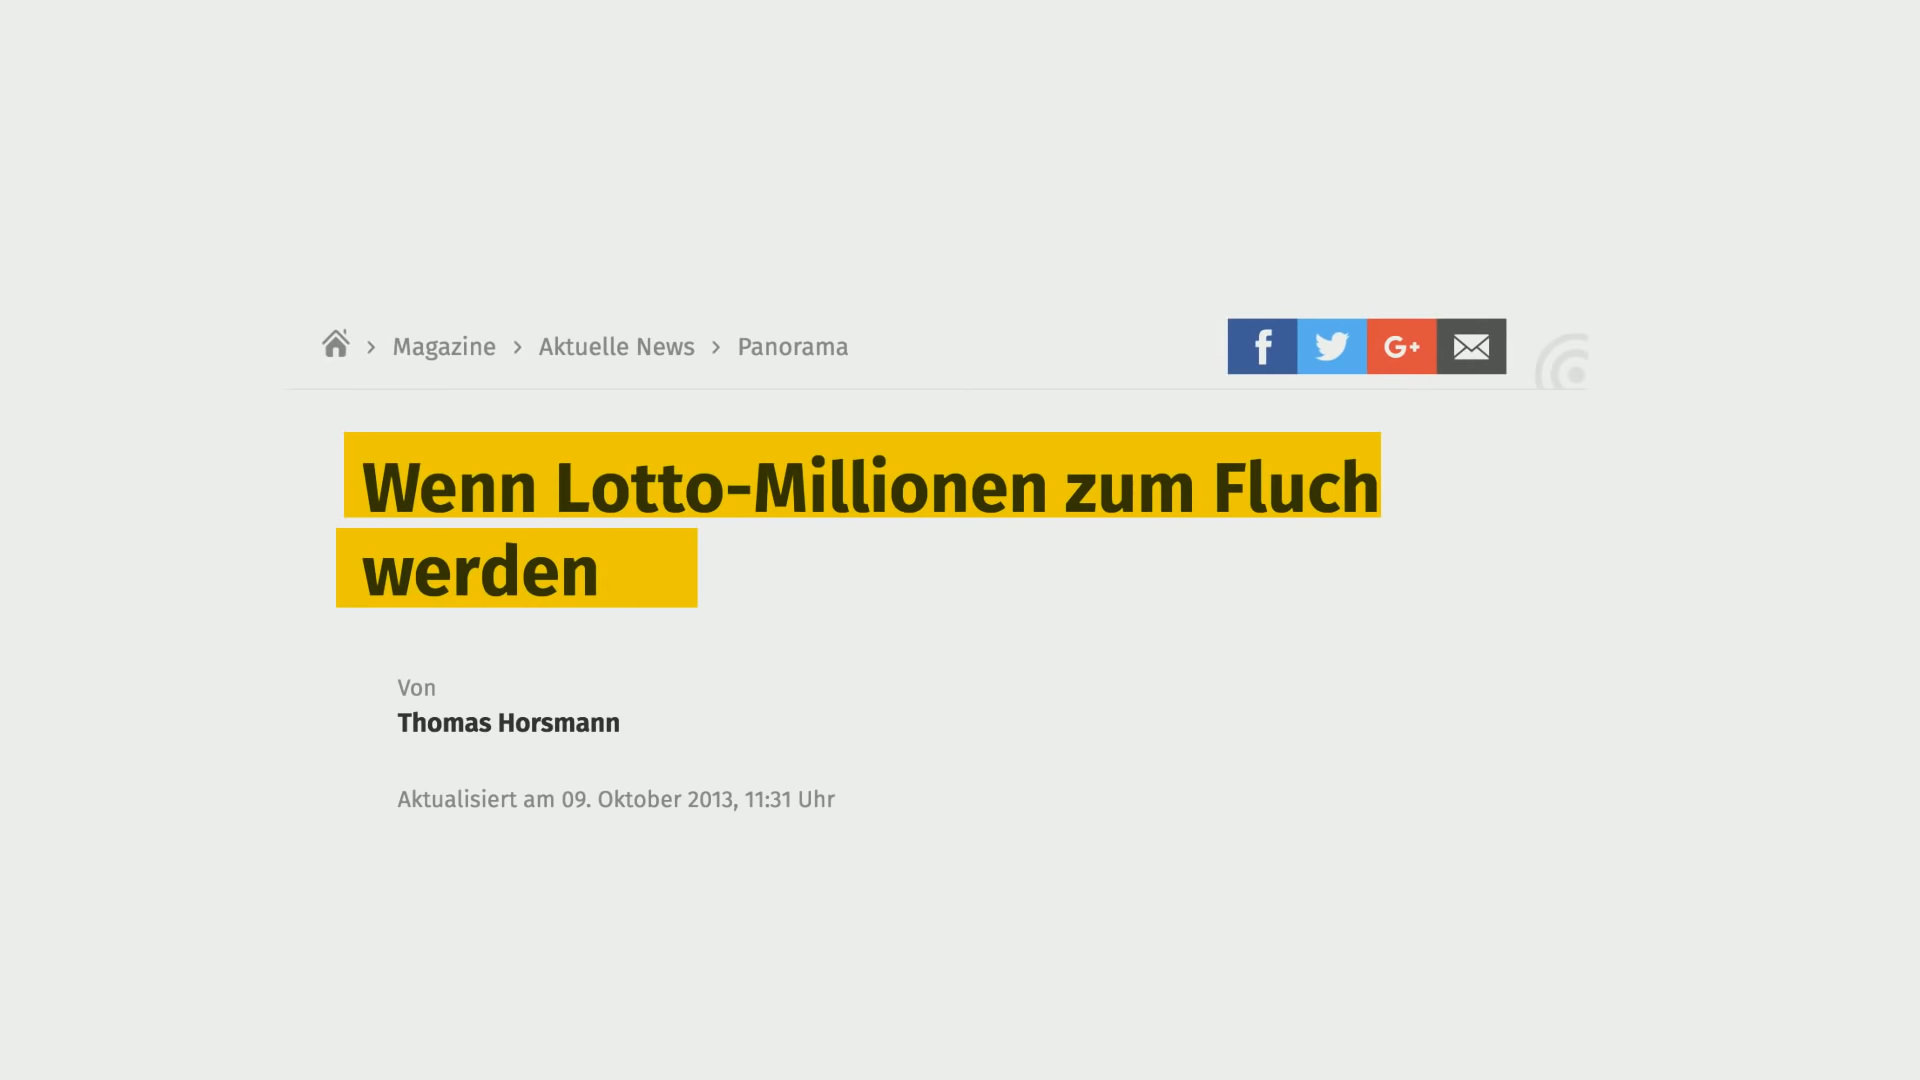 Magazine > Aktuelle News > Panorama
f G+
Wenn Lotto-Millionen zum Fluch
werden
Von
Thomas Horsmann
Aktualisiert am 09. Oktober 2013, 11:31 Uhr